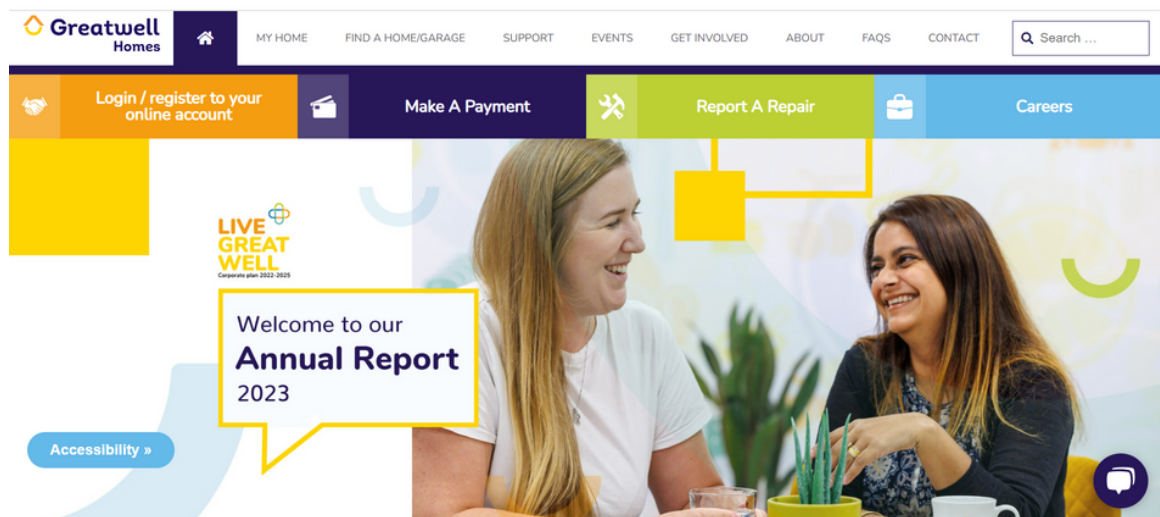 Greatwell
Homes
MY HOME
FIND A HOME/GARAGE
SUPPORT
EVENTS
GET INVOLVED
ABOUT
FAQS
CONTACT
Search ...
Login / register to your
online account
Make A Payment
Report A Repair
Careers
LIVE
GREAT
WELL
Corporate plan 2022-2025
Welcome to our
Annual Report
2023
Accessibility »